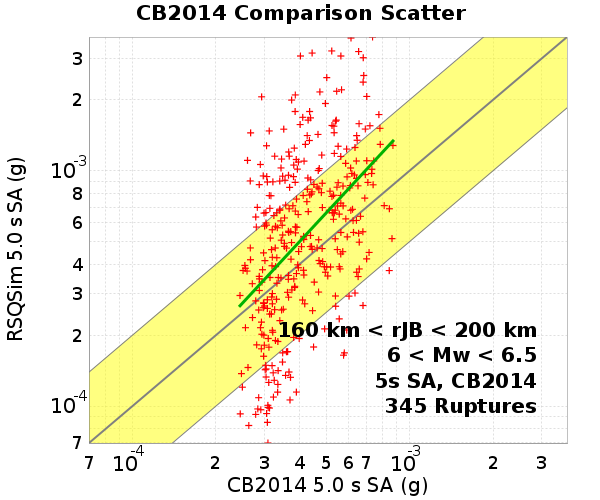 CB2014 Comparison Scatter
RSQSim 5.0 s SA (g)
3
2
10-3
8
6
4
3
2
10-4
7
160 km < rJB < 200 km
6 < Mw < 6.5
5s SA, CB2014
345 Ruptures
7 10-4 2 3 4 5 6 7 10-3 2 3
CB2014 5.0 s SA (g)